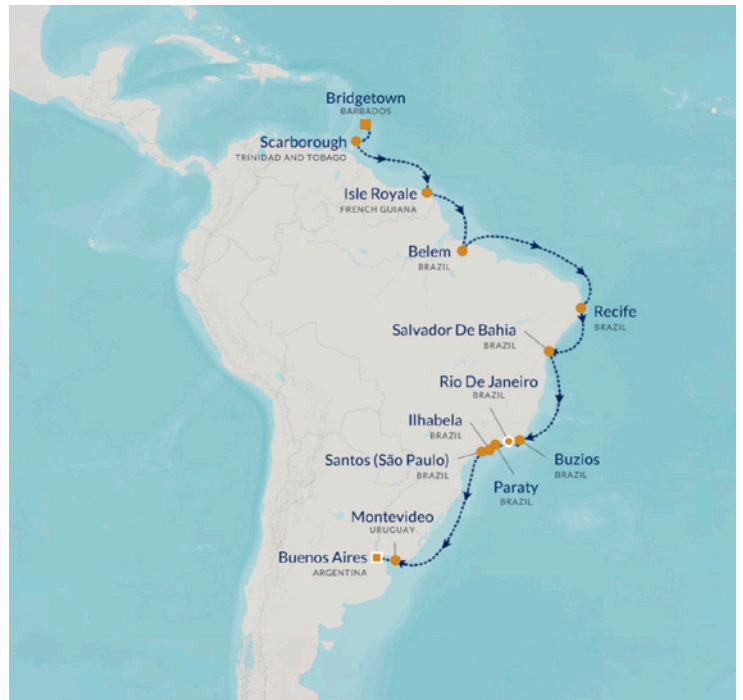 Bridgetown
BARBADOS
Scarborough
TRINIDAD AND TOBAGO
Isle Royale
FRENCH GUIANA
Belem
BRAZIL
Recife
BRAZIL
Salvador De Bahia
BRAZIL
Rio De Janeiro
BRAZIL
Ilhabela
BRAZIL
Santos (São Paulo)
BRAZIL
Buzios
BRAZIL
Paraty
BRAZIL
Montevideo
URUGUAY
Buenos Aires
ARGENTINA